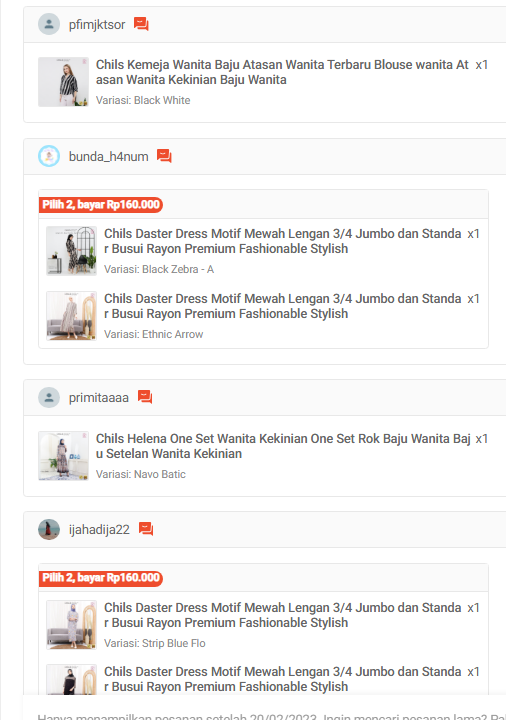 pfimjktsor
Chils Kemeja Wanita Baju Atasan Wanita Terbaru Blouse wanita At x1
asan Wanita Kekinian Baju Wanita
Variasi: Black White
bunda_h4num
Pilih 2, bayar Rp160.000
Chils Daster Dress Motif Mewah Lengan 3/4 Jumbo dan Standa x1
r Busui Rayon Premium Fashionable Stylish
Variasi: Black Zebra - A
Chils Daster Dress Motif Mewah Lengan 3/4 Jumbo dan Standa x1
r Busui Rayon Premium Fashionable Stylish
Variasi: Ethnic Arrow
primitaaaa
Chils Helena One Set Wanita Kekinian One Set Rok Baju Wanita Baj x1
u Setelan Wanita Kekinian
Variasi: Navo Batic
ijahadija22
Pilih 2, bayar Rp160.000
Chils Daster Dress Motif Mewah Lengan 3/4 Jumbo dan Standa x1
r Busui Rayon Premium Fashionable Stylish
Variasi: Strip Blue Flo
Chils Daster Dress Motif Mewah Lengan 3/4 Jumbo dan Standa x1
r Busui Rayon Premium Fashionable Stylish
Hanya menampilkan pesanan setelah 20/02/2023. Ingin mencari pesanan lama?